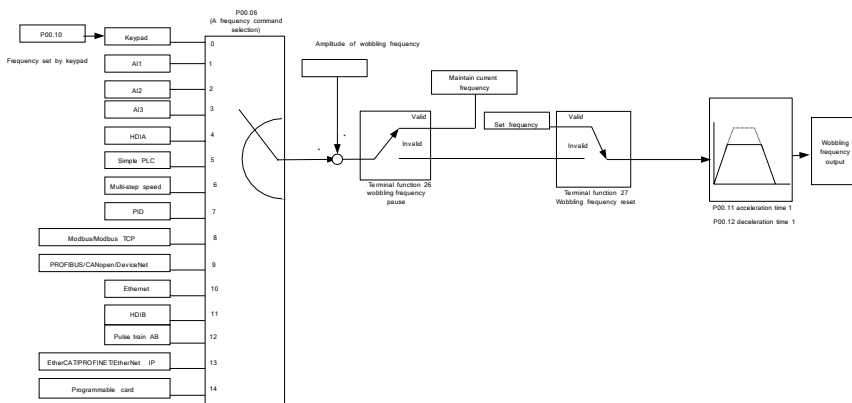 P00.06
(A frequency command
selection)
P00.10
Keypad
0
Frequency set by keypad
AI1
1
AI2
2
AI3
3
HDIA
4
Simple PLC
5
Multi-step speed
6
PID
7
Modbus/Modbus TCP
8
PROFIBUS/CANopen/DeviceNet
9
Ethernet
10
HDIB
11
Pulse train AB
12
EtherCAT/PROFINET/EtherNet IP
13
Programmable card
14
Amplitude of wobbling frequency
Maintain current
frequency
Valid
Invalid
Terminal function 26
wobbling frequency
pause
Set frequency
Valid
Invalid
Terminal function 27
Wobbling frequency reset
P00.11 acceleration time 1
P00.12 deceleration time 1
Wobbling
frequency
output